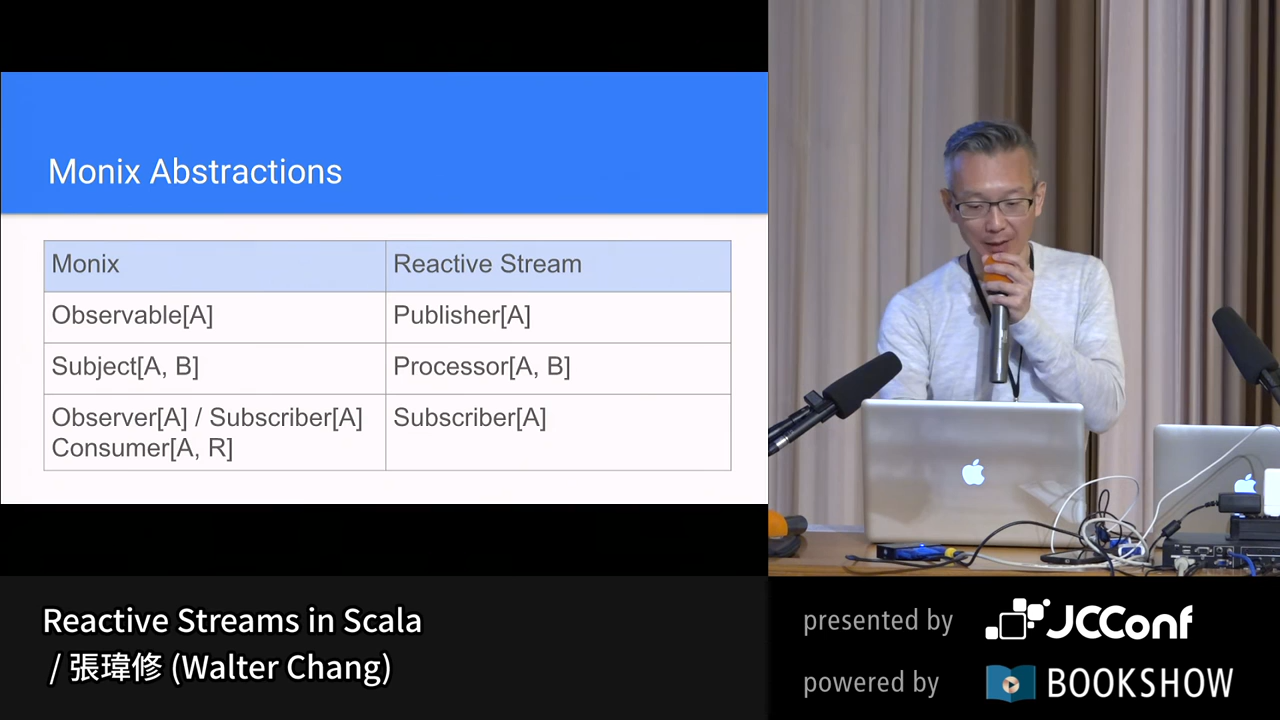 Monix Abstractions
Monix
Reactive Stream
Observable[A]
Publisher[A]
Subject[A, B]
Processor[A, B]
Observer[A] / Subscriber[A]
Consumer[A, R]
Subscriber[A]
Reactive Streams in Scala
/ 張瑋修 (Walter Chang)
presented by JCConf
powered by BOOKSHOW